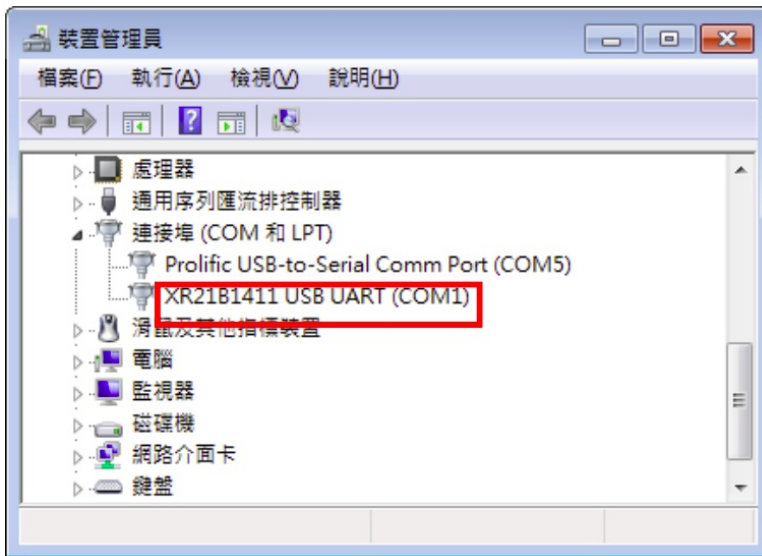 裝置管理員
檔案(F) 執行(A) 檢視(V) 說明(H)
處理器
通用序列匯流排控制器
連接埠 (COM 和 LPT)
Prolific USB-to-Serial Comm Port (COM5)
XR21B1411 USB UART (COM1)
滑鼠及其他指標裝置
電腦
監視器
磁碟機
網路介面卡
鍵盤